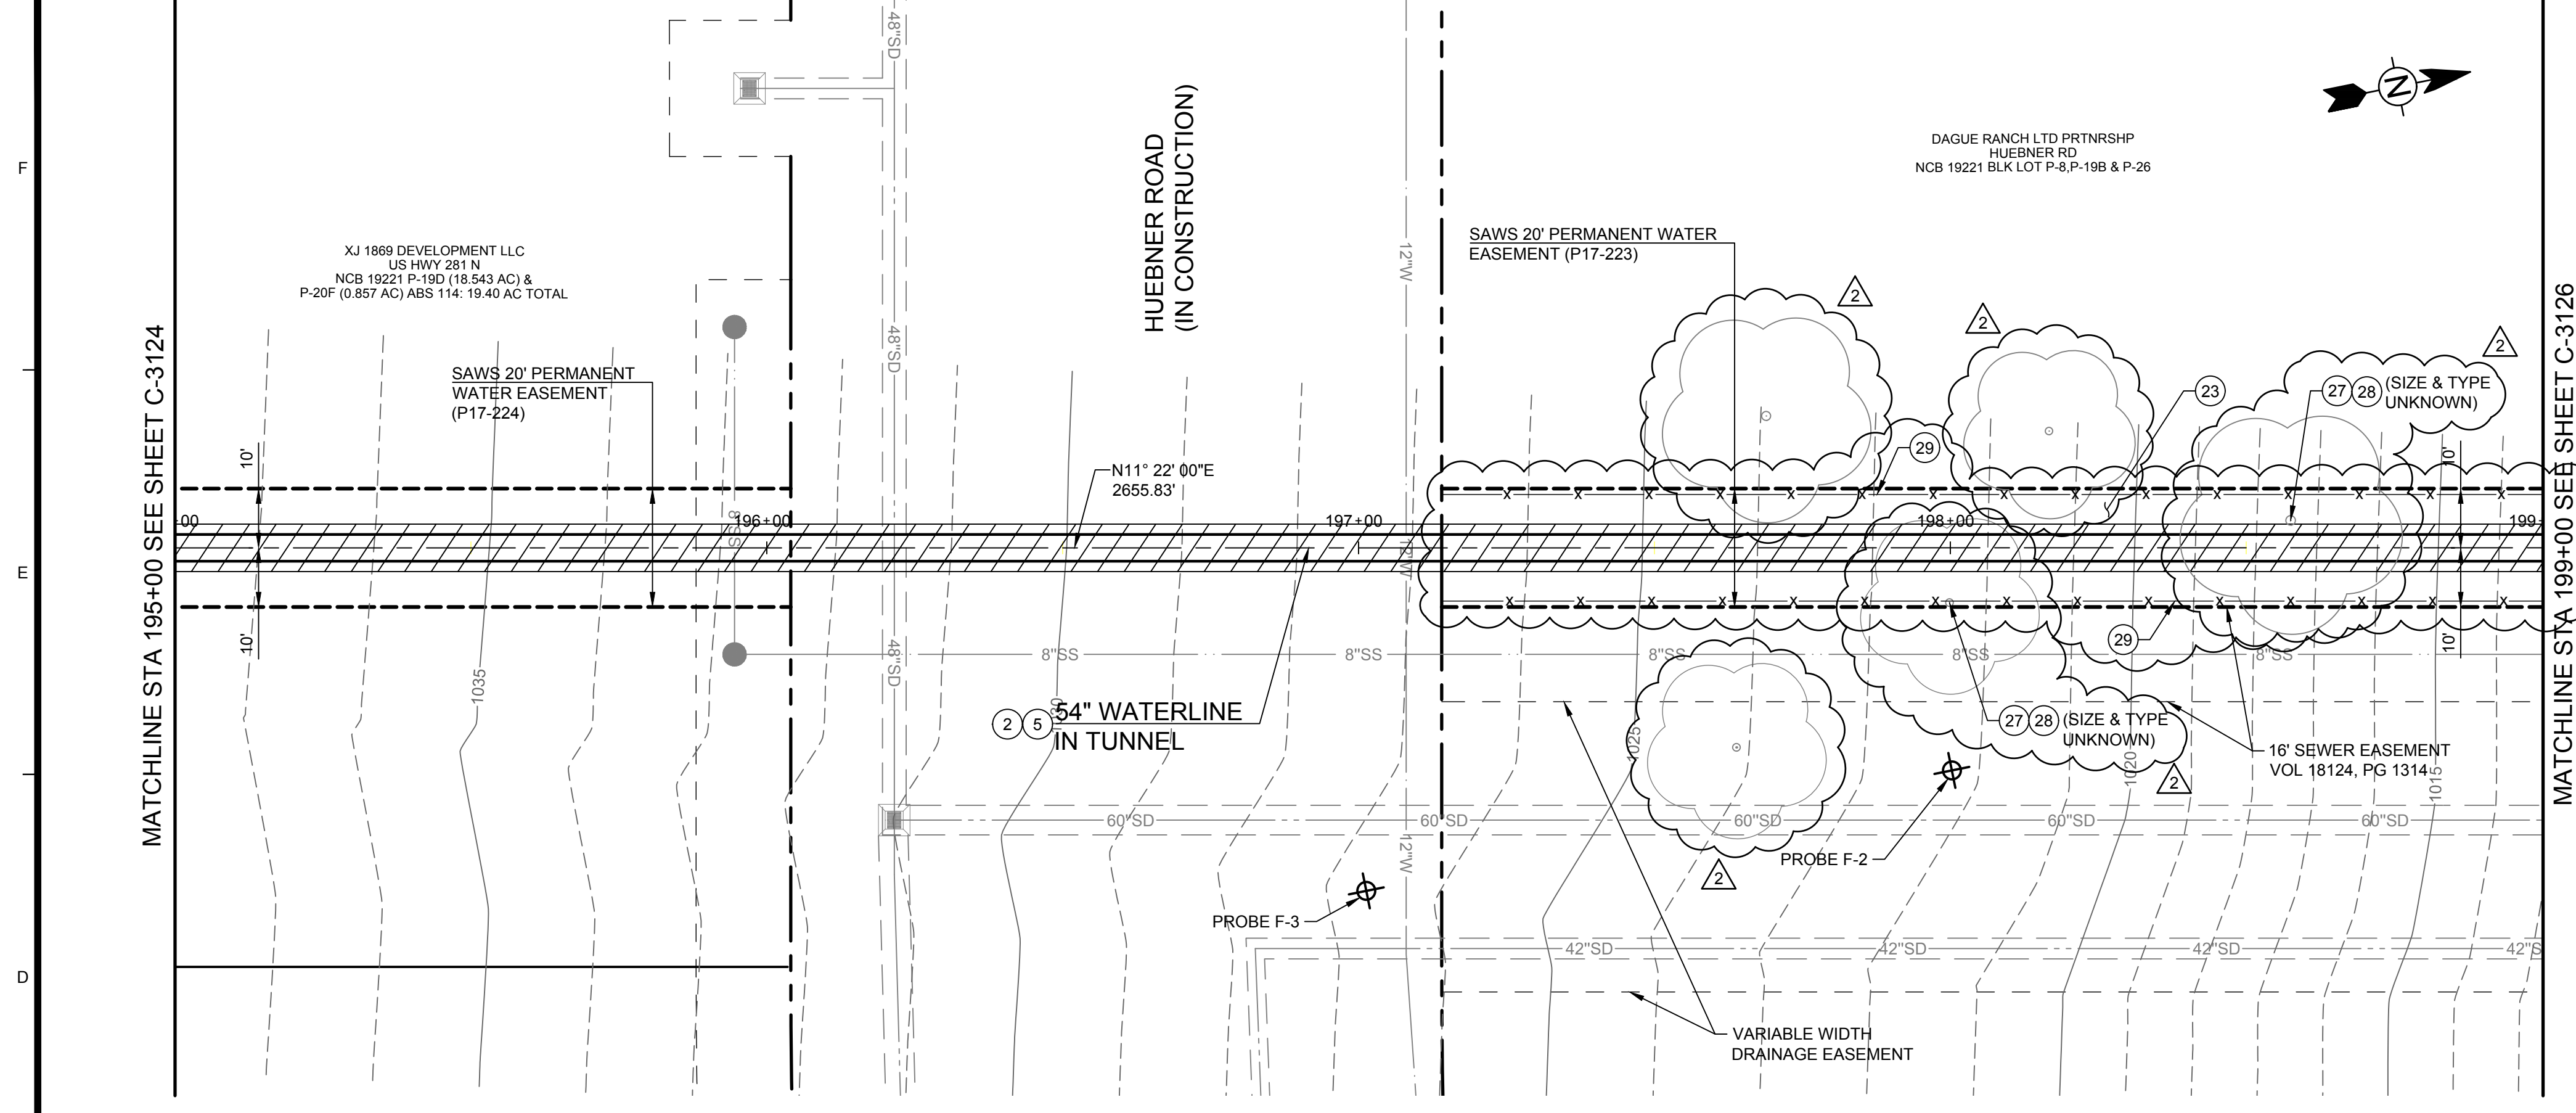 F
E
D
MATCHLINE STA 195+00 SEE SHEET C-3124
XJ 1869 DEVELOPMENT LLC
US HWY 281 N
NCB 19221 P-19D (18.543 AC) &
P-20F (0.857 AC) ABS 114: 19.40 AC TOTAL
SAWS 20' PERMANENT
WATER EASEMENT
(P17-224)
10'
10'
+00
196+00
8"SS
1035
48"SD
48"SD
48"SD
HUEBNER ROAD
(IN CONSTRUCTION)
N11° 22' 00"E
2655.83'
197+00
12"W
12"W
12"W
8"SS
8"SS
8"SS
8"SS
8"SS
2 5 54" WATERLINE
IN TUNNEL
1030
60"SD
60"SD
60"SD
60"SD
60"SD
PROBE F-3
PROBE F-2
42"SD
42"SD
42"SD
42"S
VARIABLE WIDTH
DRAINAGE EASEMENT
SAWS 20' PERMANENT WATER
EASEMENT (P17-223)
DAGUE RANCH LTD PRTNRSHP
HUEBNER RD
NCB 19221 BLK LOT P-8,P-19B & P-26
N
2
2
2
2
2
29
23
27 28 (SIZE & TYPE
UNKNOWN)
198+00
199
10'
10'
X X X X X X X X X X X X X X X
X X X X X X X X X X X X X X X
29
27 28 (SIZE & TYPE
UNKNOWN)
16' SEWER EASEMENT
VOL 18124, PG 1314
1025
1020
1015
MATCHLINE STA 199+00 SEE SHEET C-3126